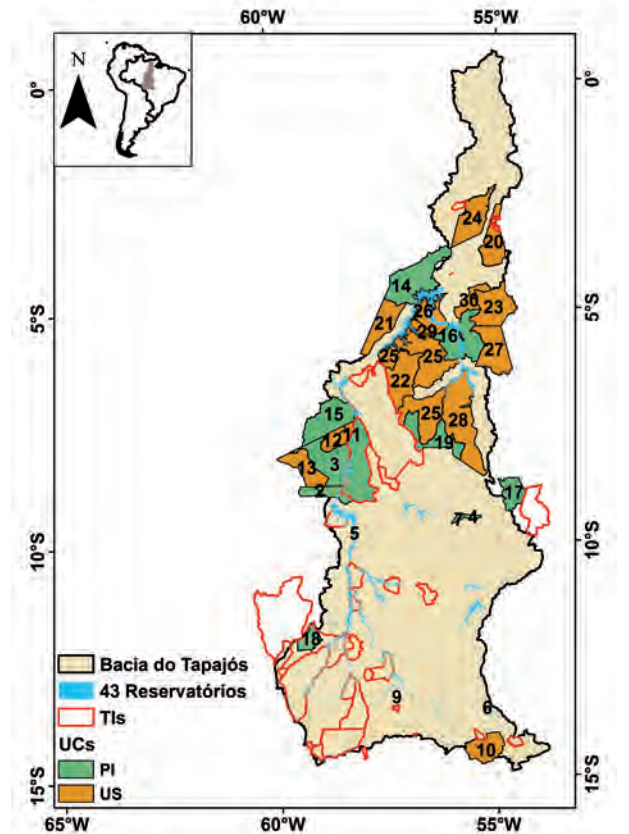 60°W 55°W
N
0° 0°
24
20
14
26 30 23
5°S 21 5°S
29 16
25 25 27
22
15 25
28
11
12 19
13 3
2 17
4
5
10°S 10°S
18
Bacia do Tapajós
43 Reservatórios
9 6
TIs
UCs 10
PI
US
15°S 15°S
65°W 60°W 55°W